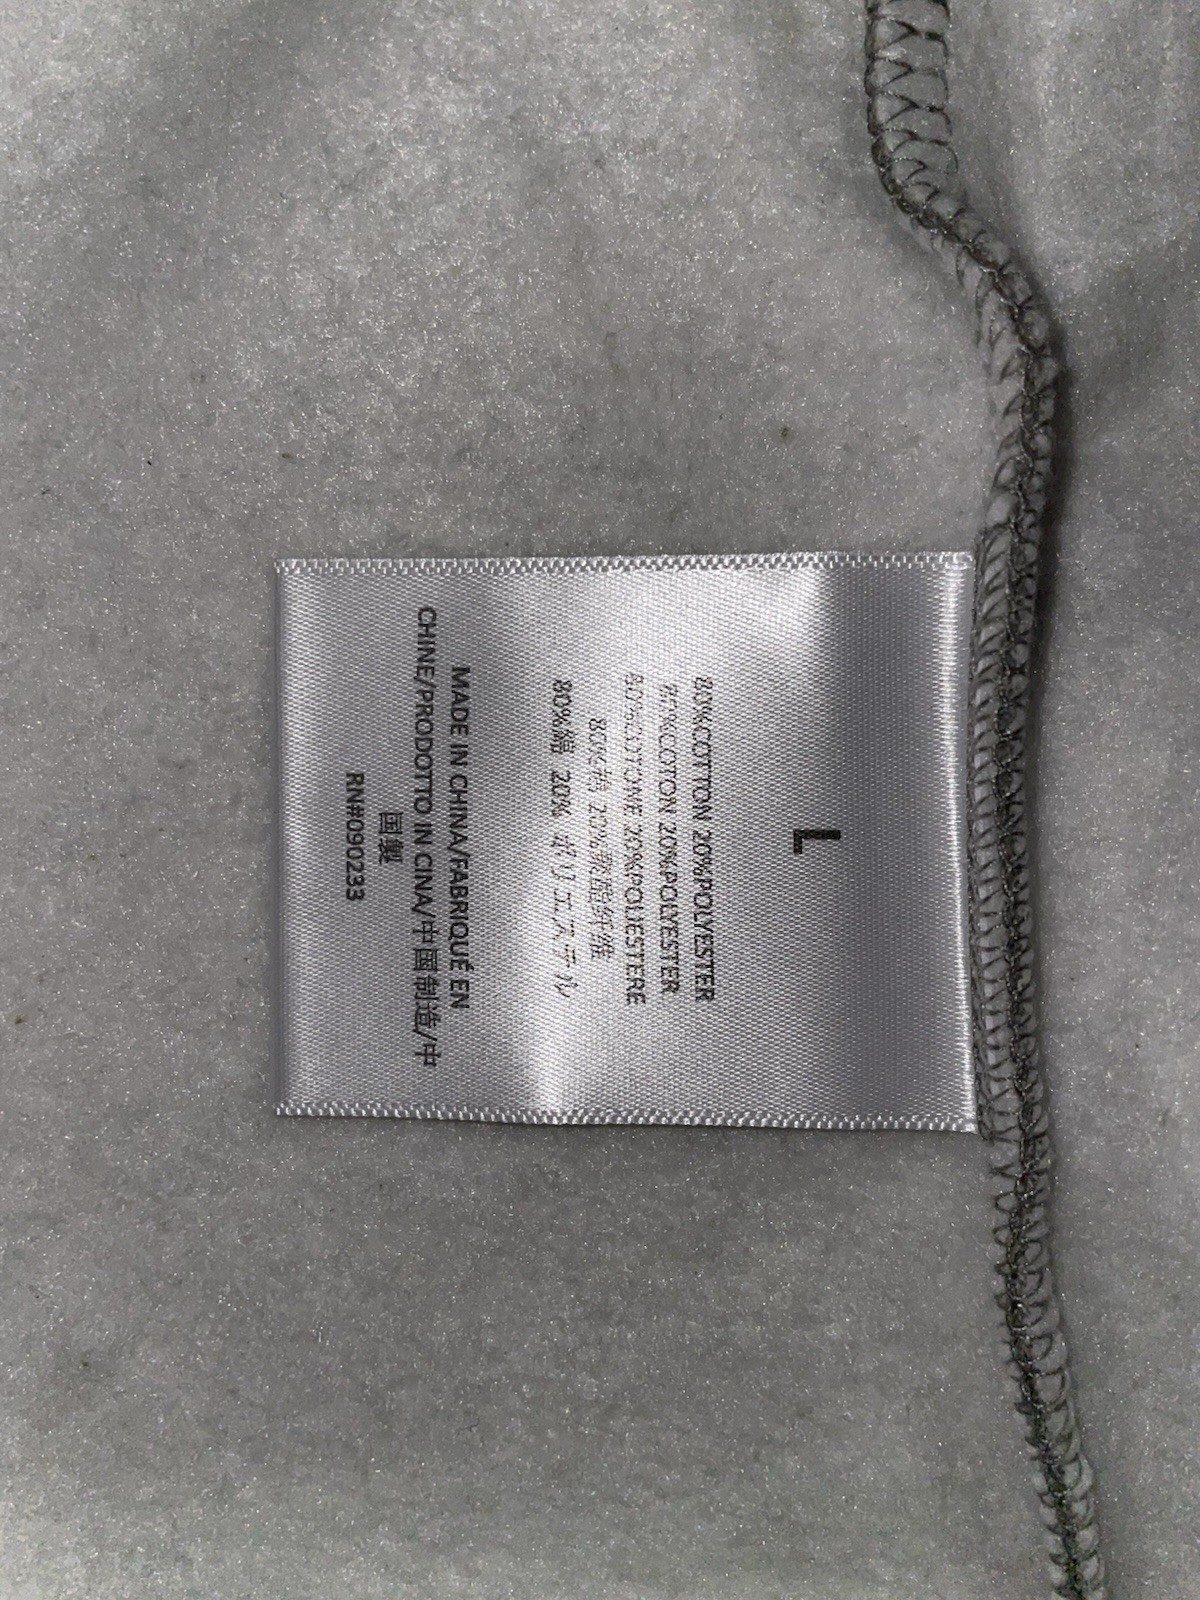 L
80%COTTON 20%POLYESTER
80%COTON 20%POLYESTER
80%COTONE 20%POLIESTERE
80%棉 20%聚酯纤维
80%綿 20% ポリエステル
MADE IN CHINA/FABRIQUÉ EN
CHINE/PRODOTTO IN CINA/中国制造/中
国製
RN#090233